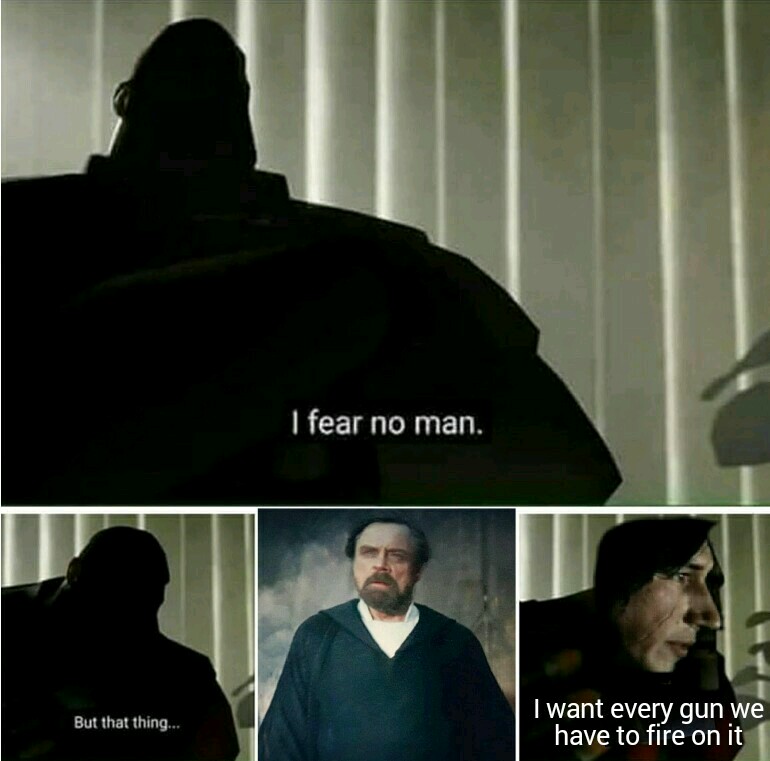 I fear no man.
But that thing...
I want every gun we
have to fire on it